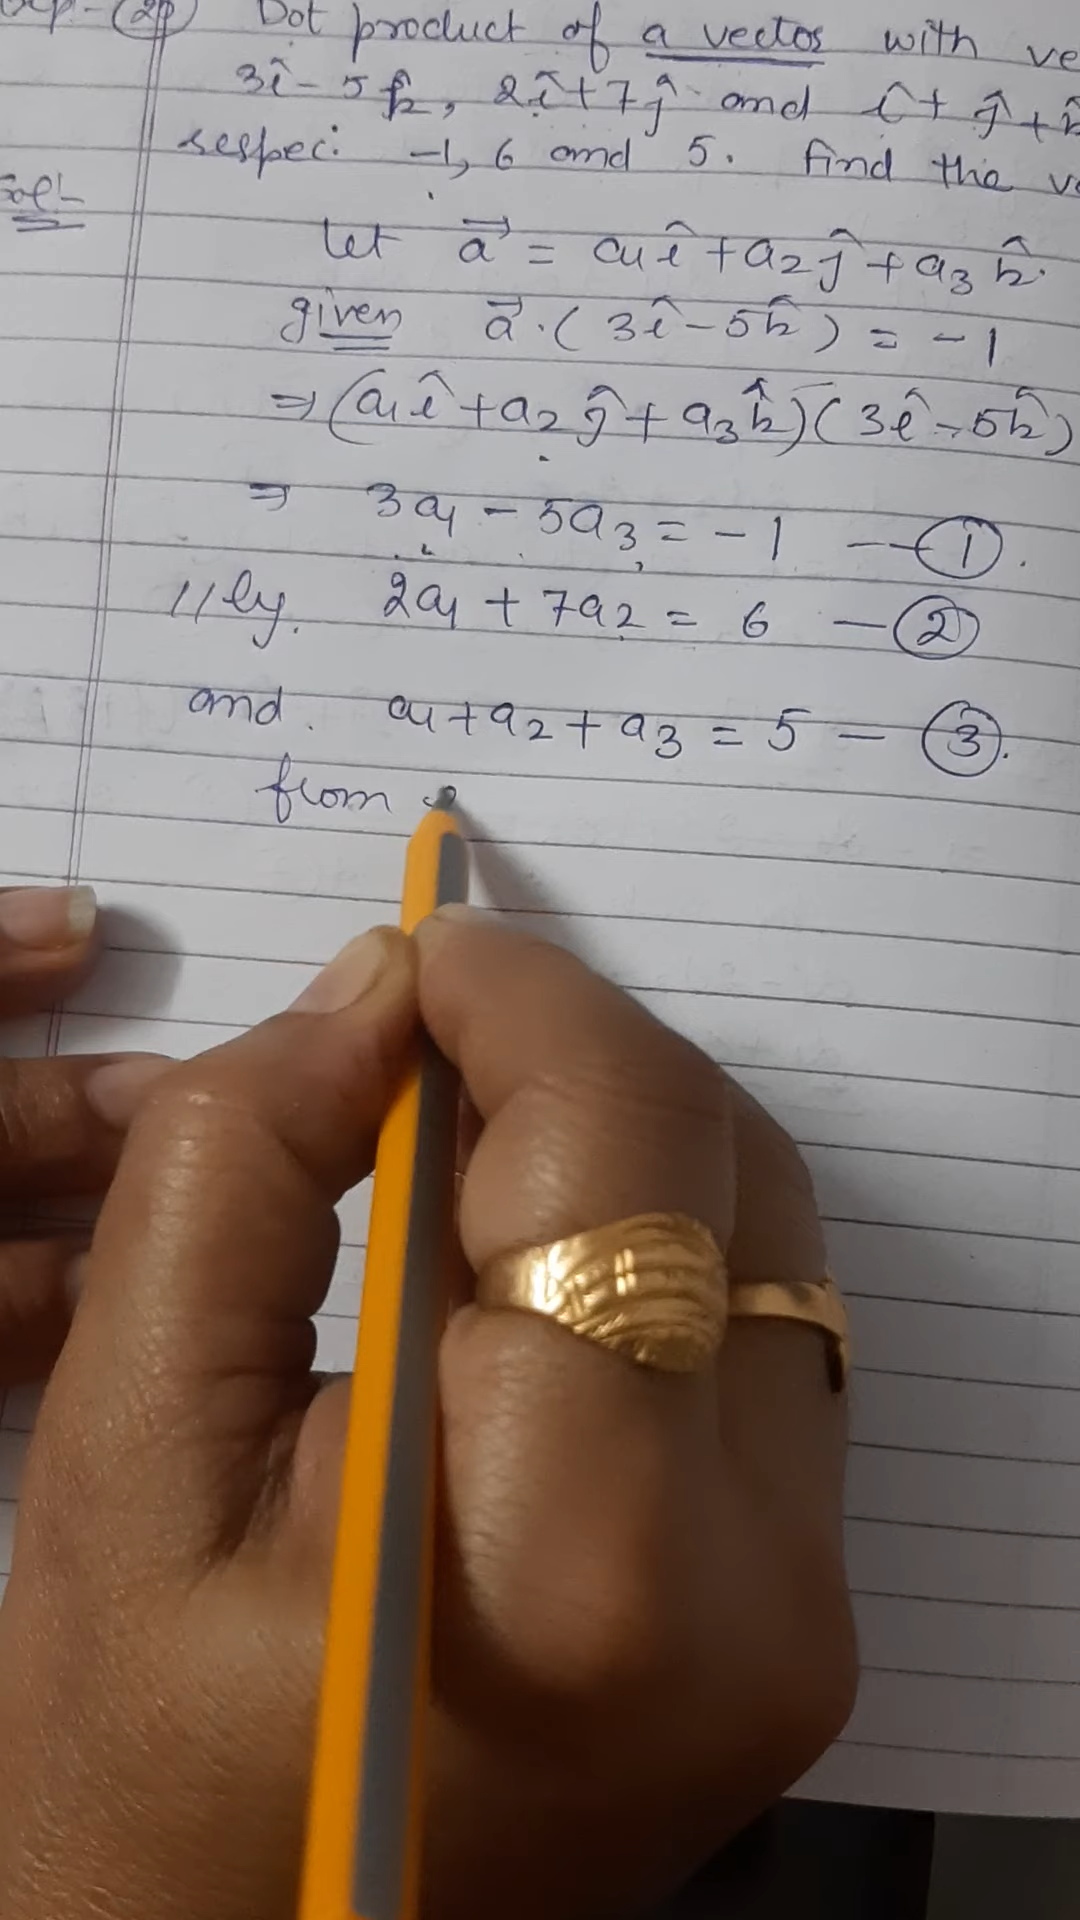 Dot product of a vector with ve
3î - 5k̂, 2î + 7ĵ and î + ĵ + k̂
respec: -1, 6 and 5. find the ve
Sol:-
let a⃗ = a₁î + a₂ĵ + a₃k̂.
given a⃗.(3î - 5k̂) = -1
⇒ (a₁î + a₂ĵ + a₃k̂)(3î - 5k̂)
⇒ 3a₁ - 5a₃ = -1 — ①.
//ly. 2a₁ + 7a₂ = 6 — ②
and. a₁ + a₂ + a₃ = 5 — ③.
from